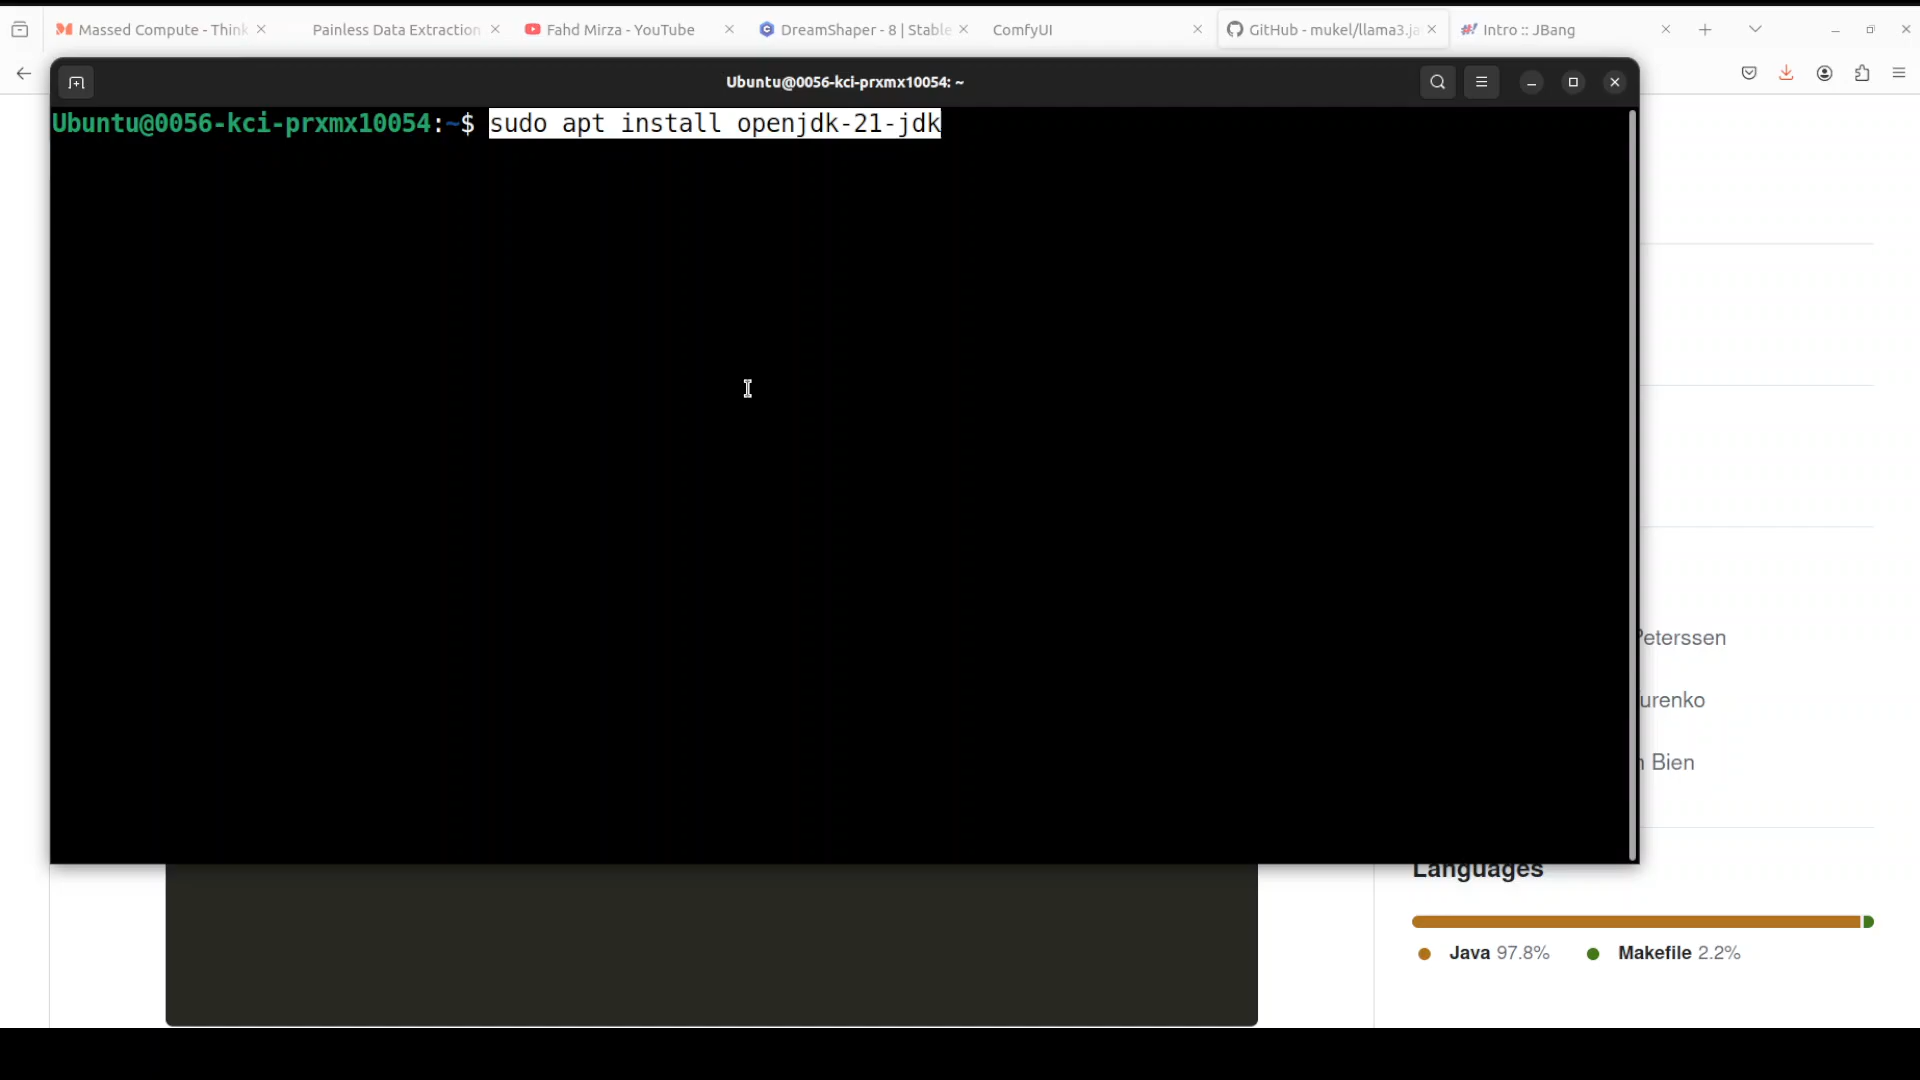 Massed Compute - Think
Painless Data Extraction
Fahd Mirza - YouTube
DreamShaper - 8 | Stable
ComfyUI
GitHub - mukel/llama3.ja
Intro :: JBang
Ubuntu@0056-kci-prxmx10054: ~
Ubuntu@0056-kci-prxmx10054:~$ sudo apt install openjdk-21-jdk
Peterssen
urenko
n Bien
Languages
Java 97.8%
Makefile 2.2%